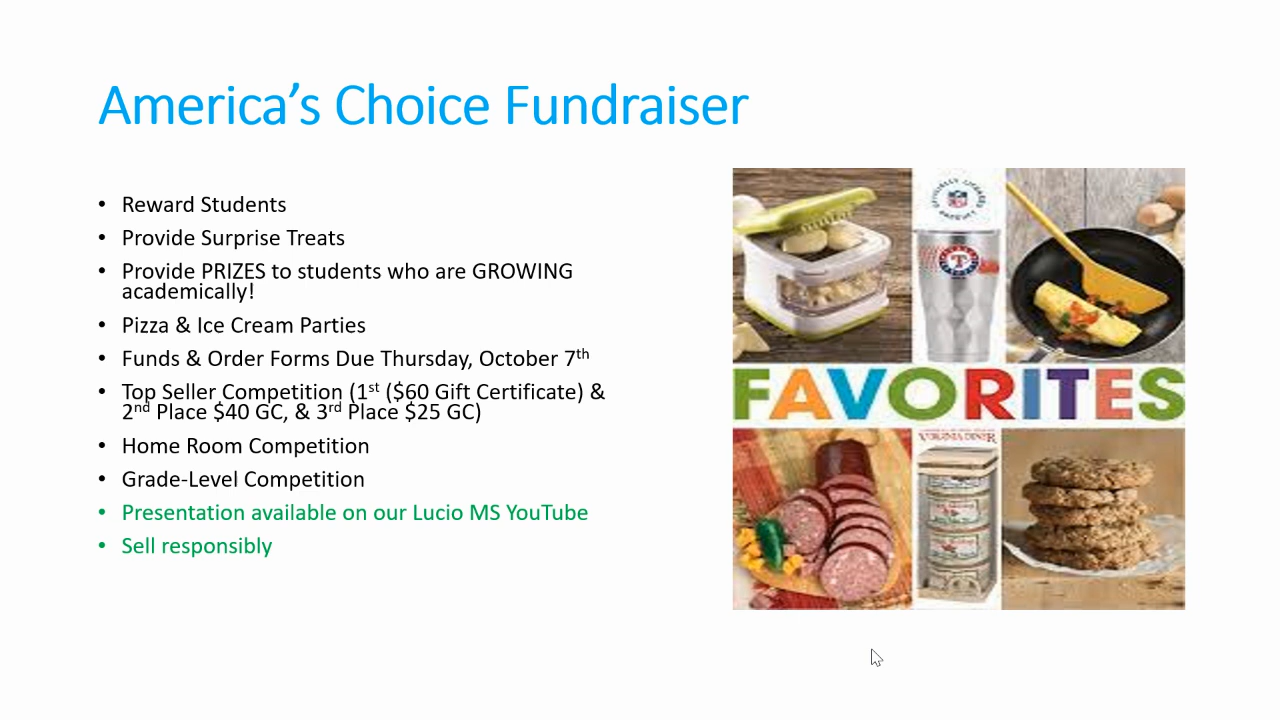 America’s Choice Fundraiser
• Reward Students
• Provide Surprise Treats
• Provide PRIZES to students who are GROWING
academically!
• Pizza & Ice Cream Parties
• Funds & Order Forms Due Thursday, October 7th
• Top Seller Competition (1st ($60 Gift Certificate) &
2nd Place $40 GC, & 3rd Place $25 GC)
• Home Room Competition
• Grade-Level Competition
• Presentation available on our Lucio MS YouTube
• Sell responsibly
FAVORITES